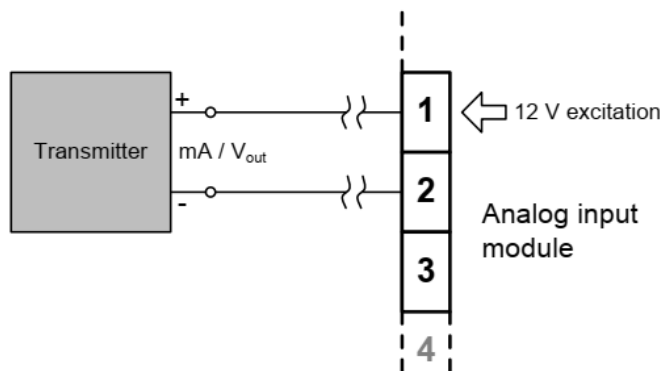 +
1
12 V excitation
Transmitter
mA / Vout
-
2
Analog input
module
3
4